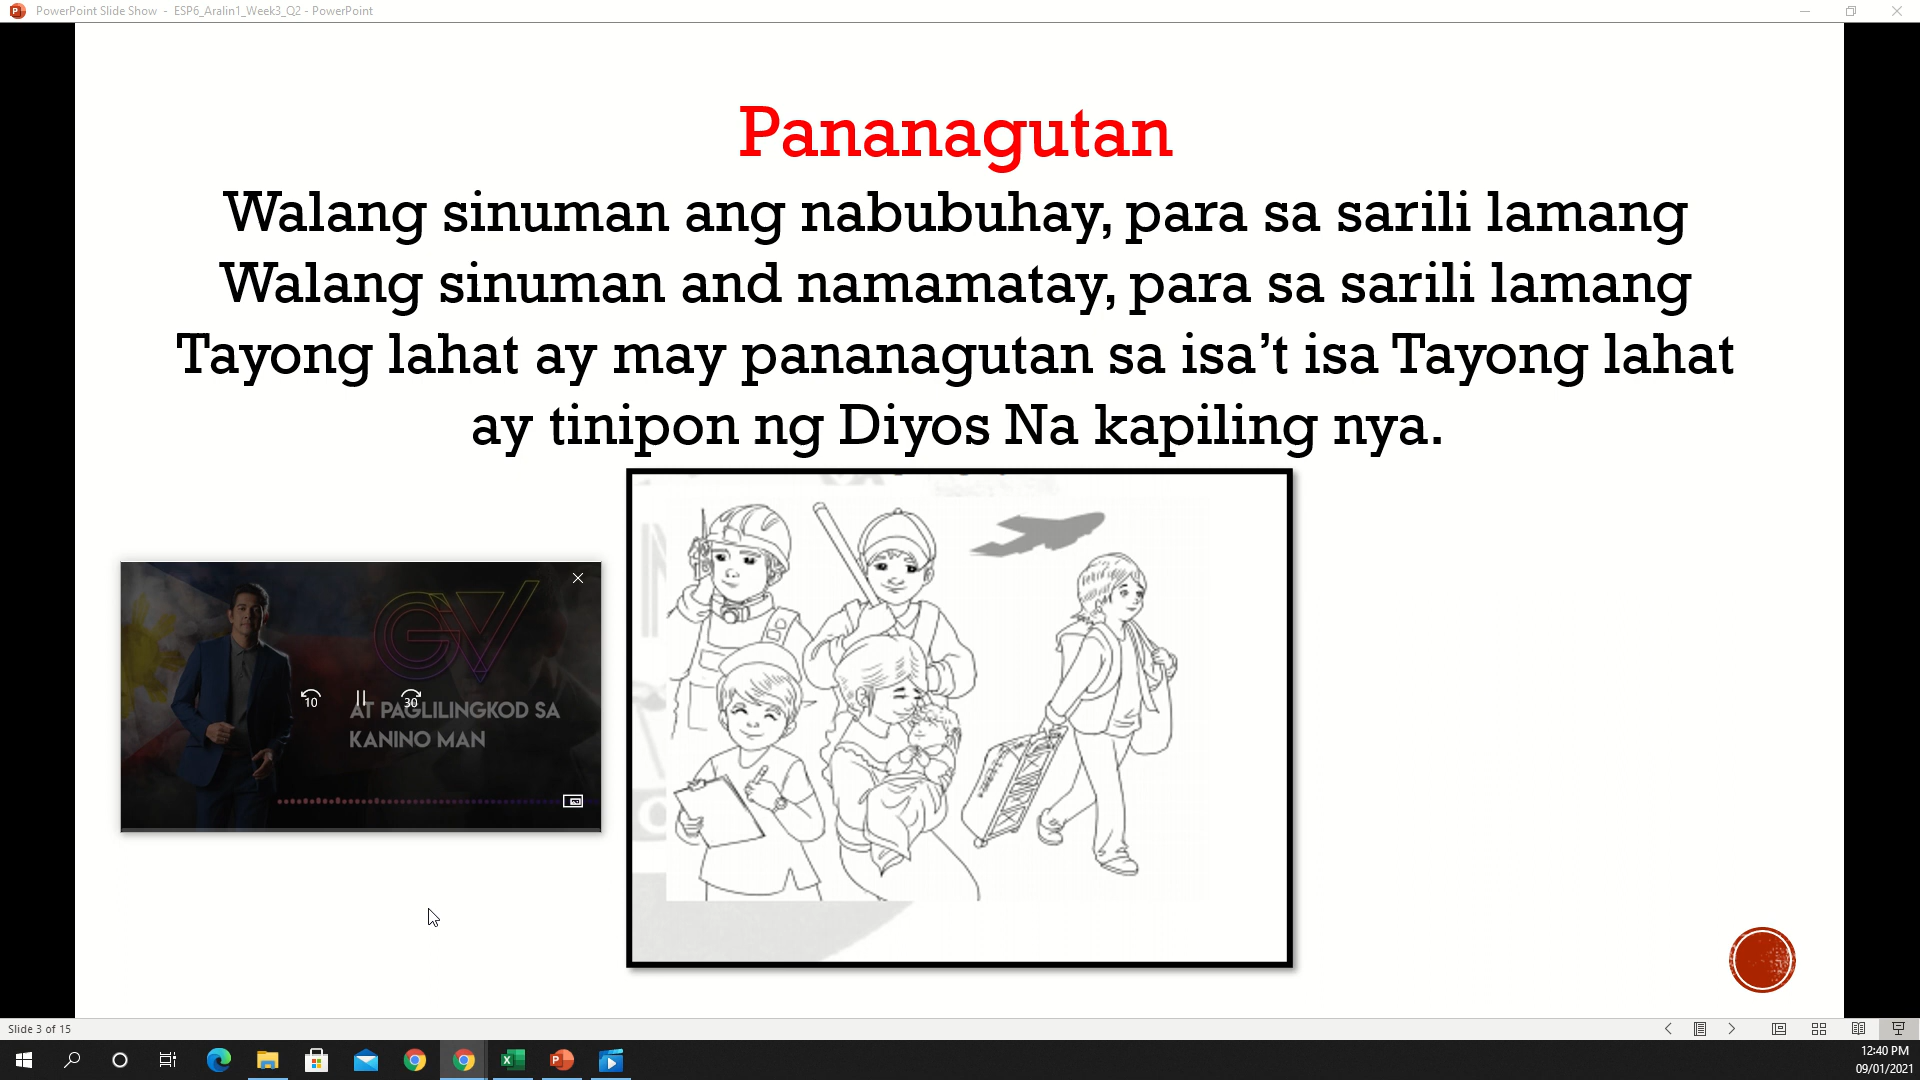 PowerPoint Slide Show - ESP6_Aralin1_Week3_Q2 - PowerPoint
Pananagutan
Walang sinuman ang nabubuhay, para sa sarili lamang
Walang sinuman and namamatay, para sa sarili lamang
Tayong lahat ay may pananagutan sa isa’t isa Tayong lahat
ay tinipon ng Diyos Na kapiling nya.
GV
10
30
AT PAGLILINGKOD SA
KANINO MAN
Slide 3 of 15
12:40 PM
09/01/2021